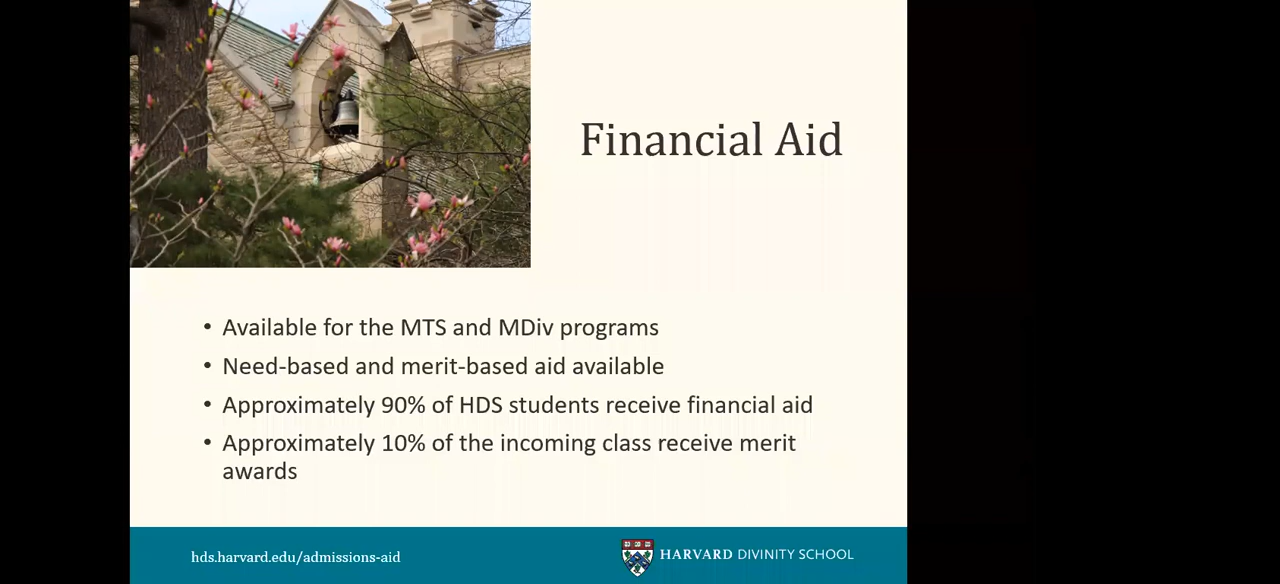 Financial Aid
• Available for the MTS and MDiv programs
• Need-based and merit-based aid available
• Approximately 90% of HDS students receive financial aid
• Approximately 10% of the incoming class receive merit
awards
hds.harvard.edu/admissions-aid
HARVARD DIVINITY SCHOOL